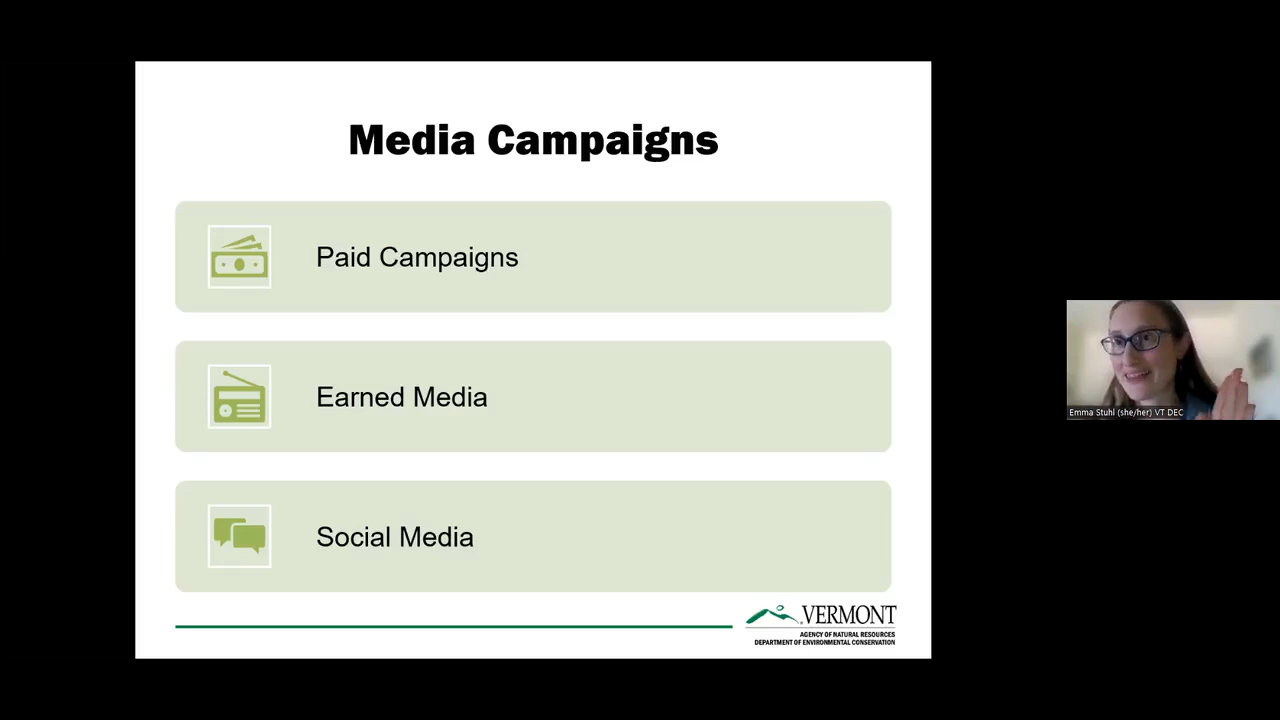 Media Campaigns
Paid Campaigns
Earned Media
Social Media
VERMONT
AGENCY OF NATURAL RESOURCES
DEPARTMENT OF ENVIRONMENTAL CONSERVATION
Emma Stuhl (she/her) VT DEC